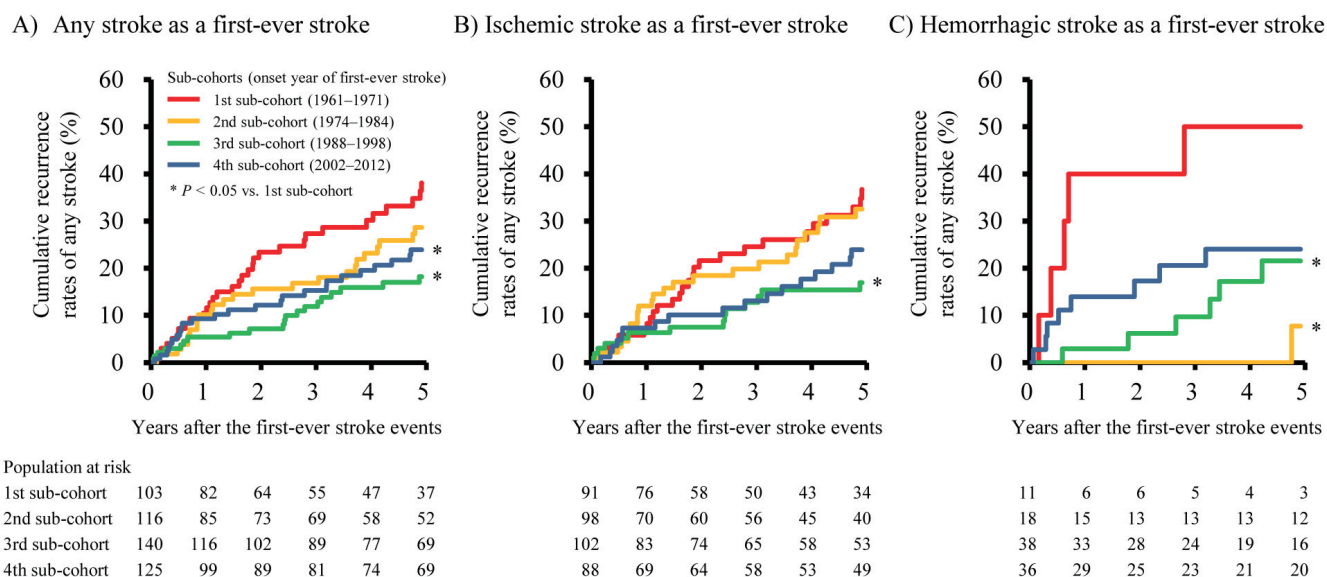 A) Any stroke as a first-ever stroke
Cumulative recurrence
rates of any stroke (%)
60
50
40
30
20
10
0
Sub-cohorts (onset year of first-ever stroke)
1st sub-cohort (1961–1971)
2nd sub-cohort (1974–1984)
3rd sub-cohort (1988–1998)
4th sub-cohort (2002–2012)
* P < 0.05 vs. 1st sub-cohort
*
*
0 1 2 3 4 5
Years after the first-ever stroke events
B) Ischemic stroke as a first-ever stroke
Cumulative recurrence
rates of any stroke (%)
60
50
40
30
20
10
0
*
0 1 2 3 4 5
Years after the first-ever stroke events
C) Hemorrhagic stroke as a first-ever stroke
Cumulative recurrence
rates of any stroke (%)
60
50
40
30
20
10
0
*
*
0 1 2 3 4 5
Years after the first-ever stroke events
Population at risk
1st sub-cohort 103 82 64 55 47 37 91 76 58 50 43 34 11 6 6 5 4 3
2nd sub-cohort 116 85 73 69 58 52 98 70 60 56 45 40 18 15 13 13 13 12
3rd sub-cohort 140 116 102 89 77 69 102 83 74 65 58 53 38 33 28 24 19 16
4th sub-cohort 125 99 89 81 74 69 88 69 64 58 53 49 36 29 25 23 21 20